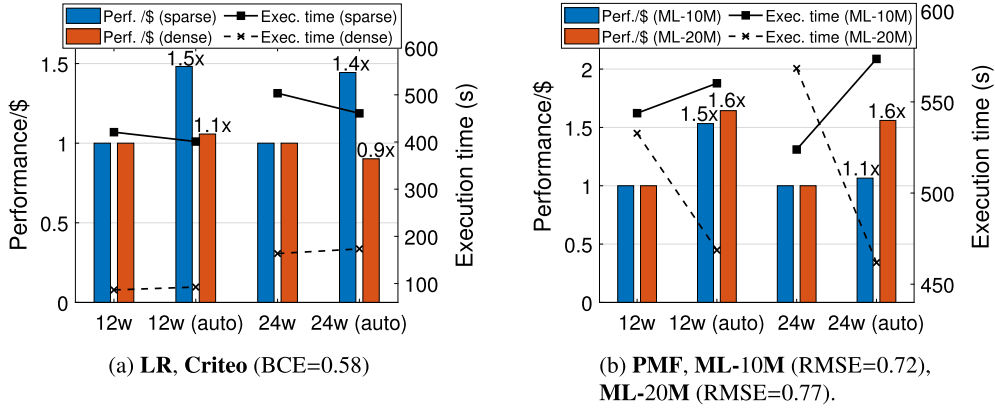 Perf. /$ (sparse)
Exec. time (sparse)
Perf. /$ (dense)
Exec. time (dense)
Performance/$
0
0.5
1
1.5
1.5x
1.1x
1.4x
0.9x
100
200
300
400
500
600
Execution time (s)
12w
12w (auto)
24w
24w (auto)
(a) LR, Criteo (BCE=0.58)
Perf./$ (ML-10M)
Exec. time (ML-10M)
Perf./$ (ML-20M)
Exec. time (ML-20M)
Performance/$
0
0.5
1
1.5
2
1.5x
1.6x
1.1x
1.6x
450
500
550
600
Execution time (s)
12w
12w (auto)
24w
24w (auto)
(b) PMF, ML-10M (RMSE=0.72),
ML-20M (RMSE=0.77).